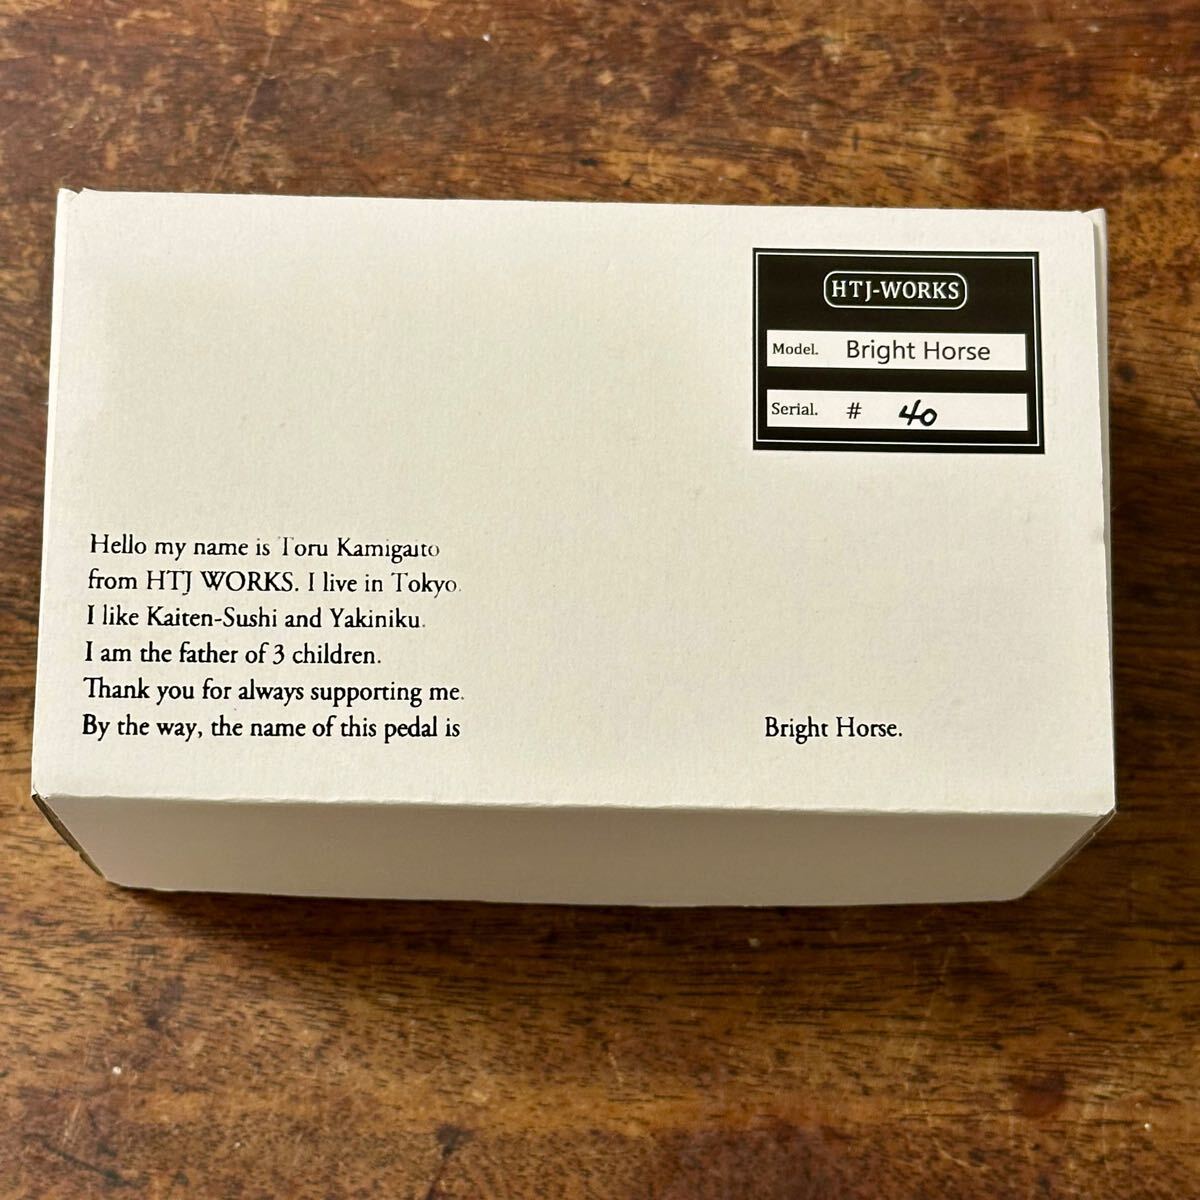 HTJ-WORKS
Model. Bright Horse
Serial. # 40
Hello my name is Toru Kamigaito
from HTJ WORKS. I live in Tokyo.
I like Kaiten-Sushi and Yakiniku.
I am the father of 3 children.
Thank you for always supporting me.
By the way, the name of this pedal is Bright Horse.